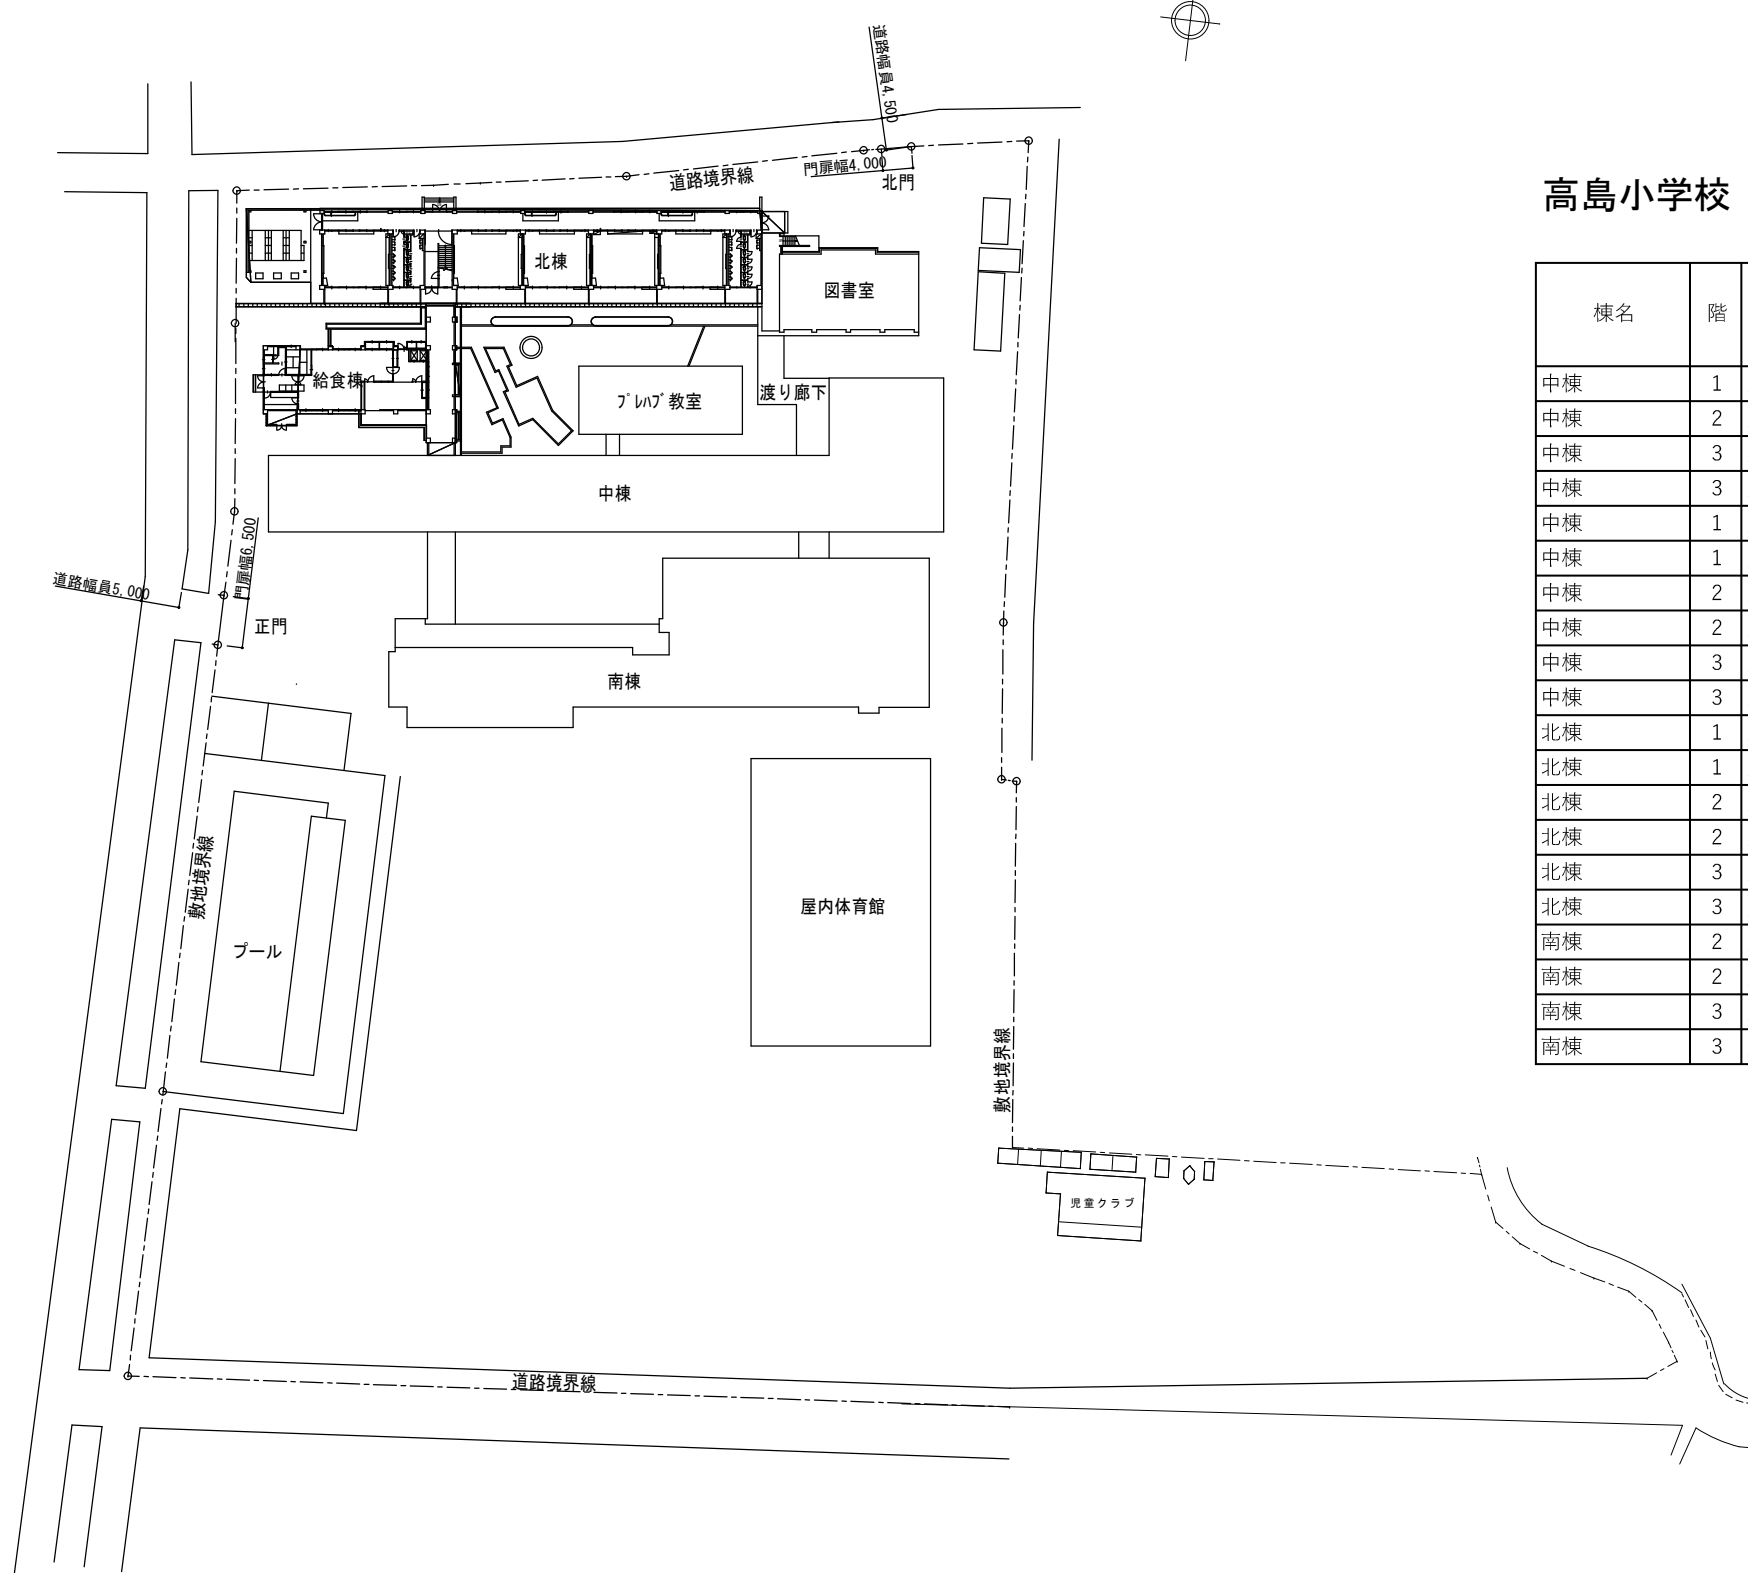 道路幅員4,500
門扉幅4,000
道路境界線
北門
高島小学校
北棟
図書室
給食棟
ﾌﾟﾚﾊﾌﾞ教室
渡り廊下
中棟
門扉幅6,500
道路幅員5,000
正門
南棟
敷地境界線
プール
屋内体育館
敷地境界線
児童クラブ
道路境界線
棟名 階
中棟 1
中棟 2
中棟 3
中棟 3
中棟 1
中棟 1
中棟 2
中棟 2
中棟 3
中棟 3
北棟 1
北棟 1
北棟 2
北棟 2
北棟 3
北棟 3
南棟 2
南棟 2
南棟 3
南棟 3